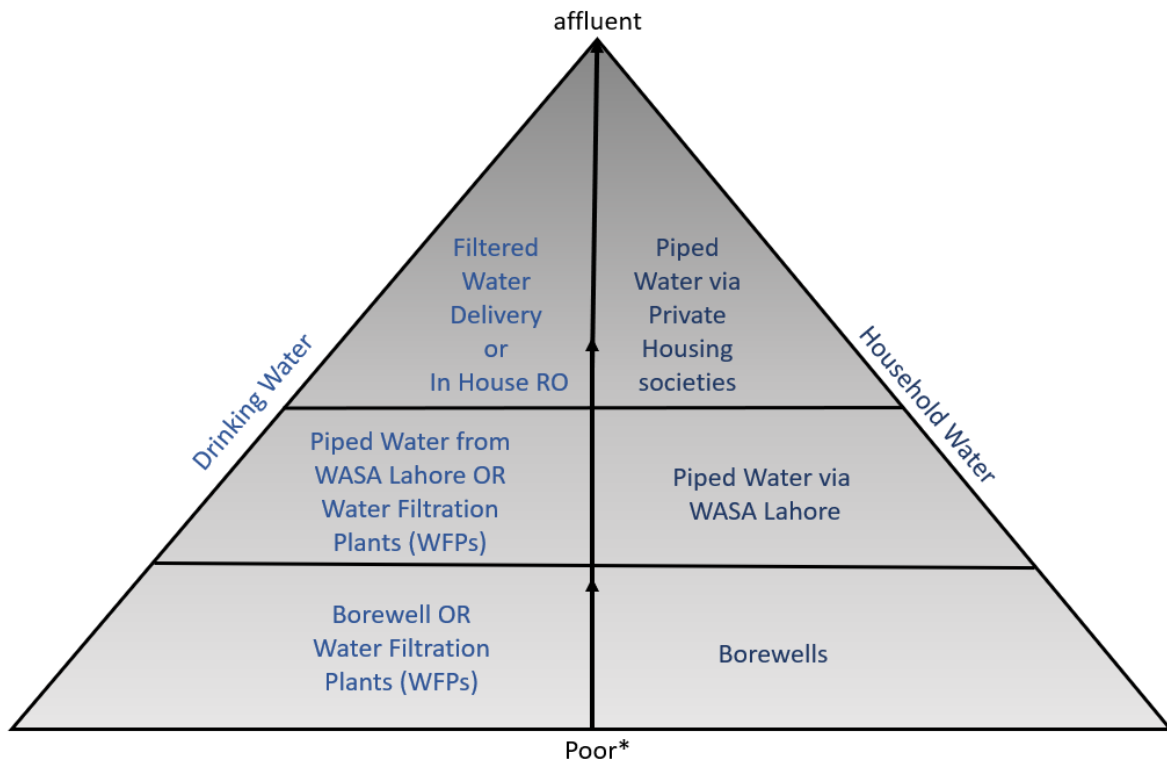 affluent
Filtered
Water
Delivery
or
In House RO
Piped
Water via
Private
Housing
societies
Drinking Water
Household Water
Piped Water from
WASA Lahore OR
Water Filtration
Plants (WFPs)
Piped Water via
WASA Lahore
Borewell OR
Water Filtration
Plants (WFPs)
Borewells
Poor*